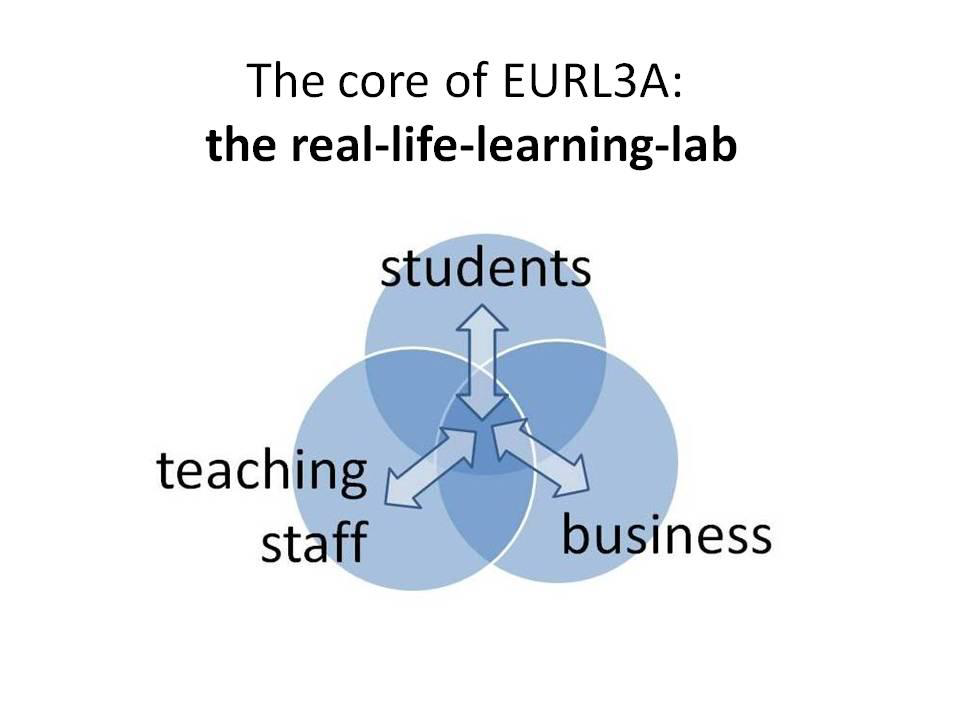 The core of EURL3A:
the real-life-learning-lab
students
teaching
staff
business